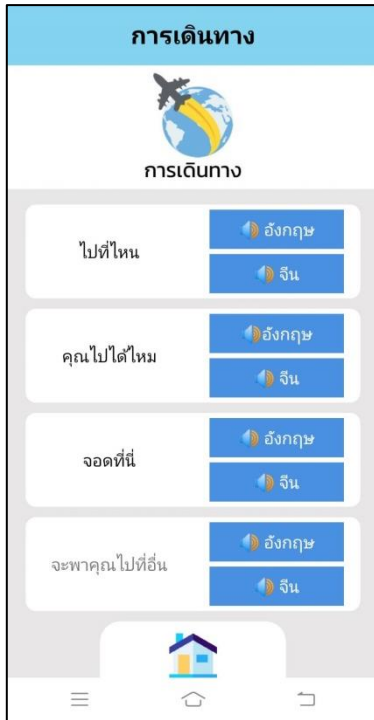 การเดินทาง
การเดินทาง
ไปที่ไหน
อังกฤษ
จีน
คุณไปได้ไหม
อังกฤษ
จีน
จอดที่นี่
อังกฤษ
จีน
จะพาคุณไปที่อื่น
อังกฤษ
จีน